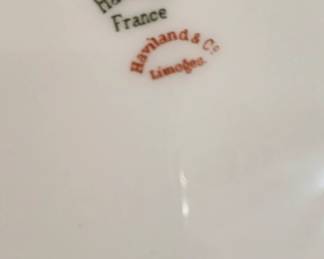 France
Haviland & Co.
Limoges